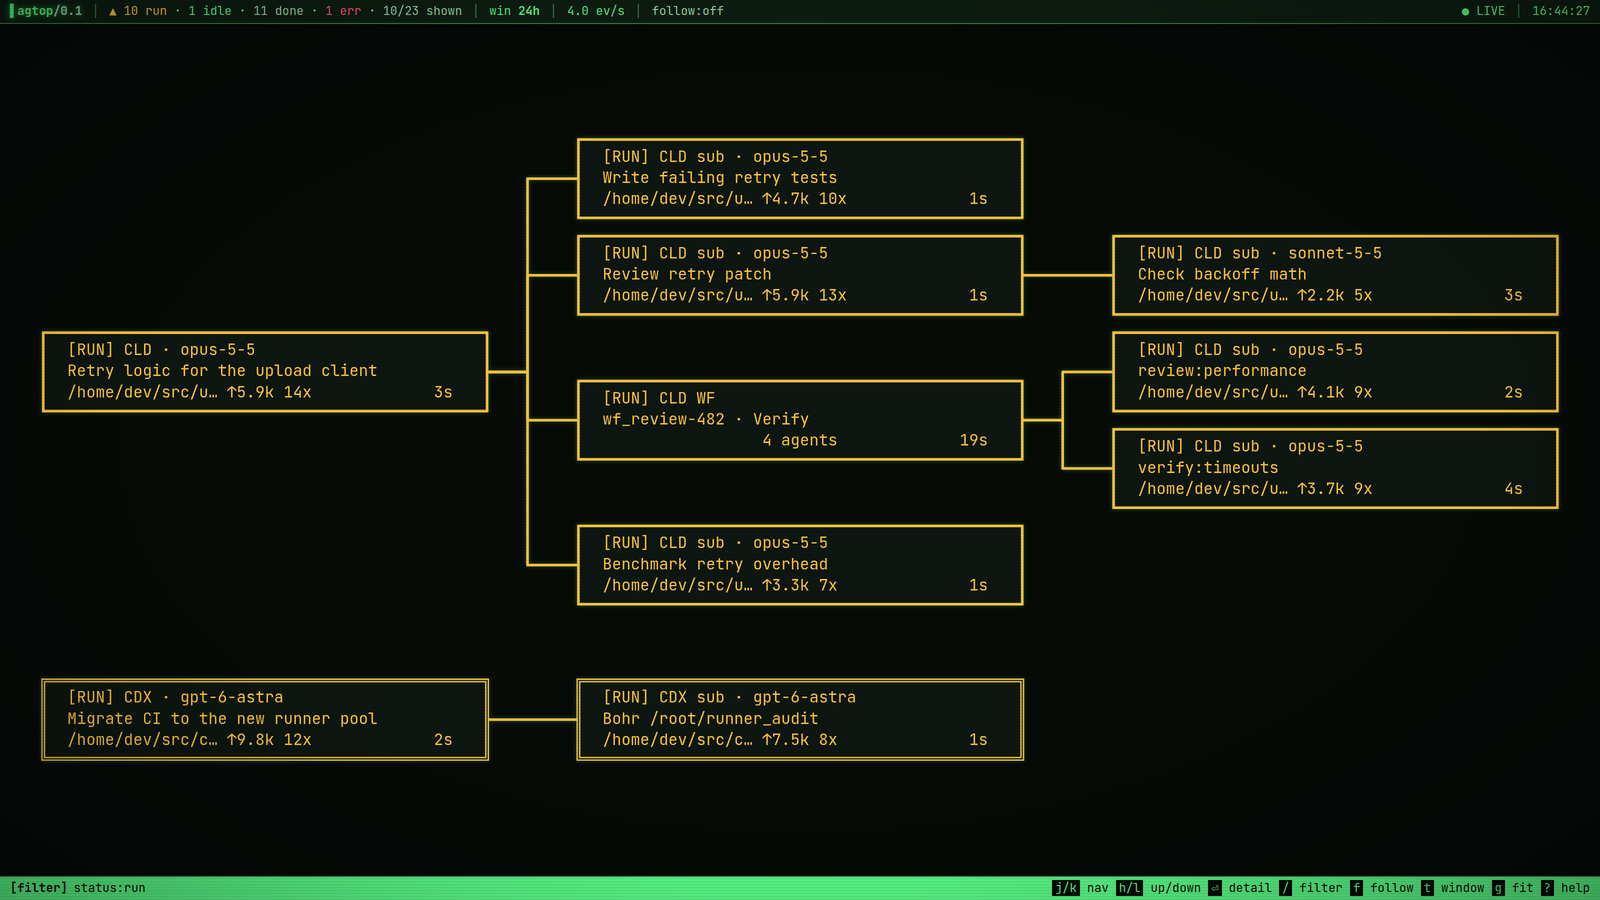 agtop/0.1 │ ▲ 10 run · 1 idle · 11 done · 1 err · 10/23 shown │ win 24h │ 4.0 ev/s │ follow:off ● LIVE │ 16:44:27
[RUN] CLD sub · opus-5-5
Write failing retry tests
/home/dev/src/u… ↑4.7k 10x 1s
[RUN] CLD sub · opus-5-5
Review retry patch
/home/dev/src/u… ↑5.9k 13x 1s
[RUN] CLD sub · sonnet-5-5
Check backoff math
/home/dev/src/u… ↑2.2k 5x 3s
[RUN] CLD · opus-5-5
Retry logic for the upload client
/home/dev/src/u… ↑5.9k 14x 3s
[RUN] CLD sub · opus-5-5
review:performance
/home/dev/src/u… ↑4.1k 9x 2s
[RUN] CLD WF
wf_review-482 · Verify
4 agents 19s
[RUN] CLD sub · opus-5-5
verify:timeouts
/home/dev/src/u… ↑3.7k 9x 4s
[RUN] CLD sub · opus-5-5
Benchmark retry overhead
/home/dev/src/u… ↑3.3k 7x 1s
[RUN] CDX · gpt-6-astra
Migrate CI to the new runner pool
/home/dev/src/c… ↑9.8k 12x 2s
[RUN] CDX sub · gpt-6-astra
Bohr /root/runner_audit
/home/dev/src/c… ↑7.5k 8x 1s
[filter] status:run j/k nav h/l up/down ⏎ detail / filter f follow t window g fit ? help